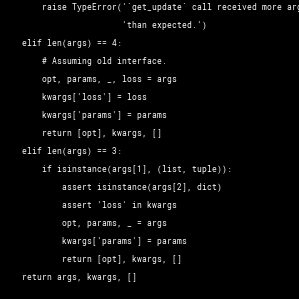 raise TypeError('`get_update` call received more arg
'than expected.')
elif len(args) == 4:
# Assuming old interface.
opt, params, _, loss = args
kwargs['loss'] = loss
kwargs['params'] = params
return [opt], kwargs, []
elif len(args) == 3:
if isinstance(args[1], (list, tuple)):
assert isinstance(args[2], dict)
assert 'loss' in kwargs
opt, params, _ = args
kwargs['params'] = params
return [opt], kwargs, []
return args, kwargs, []